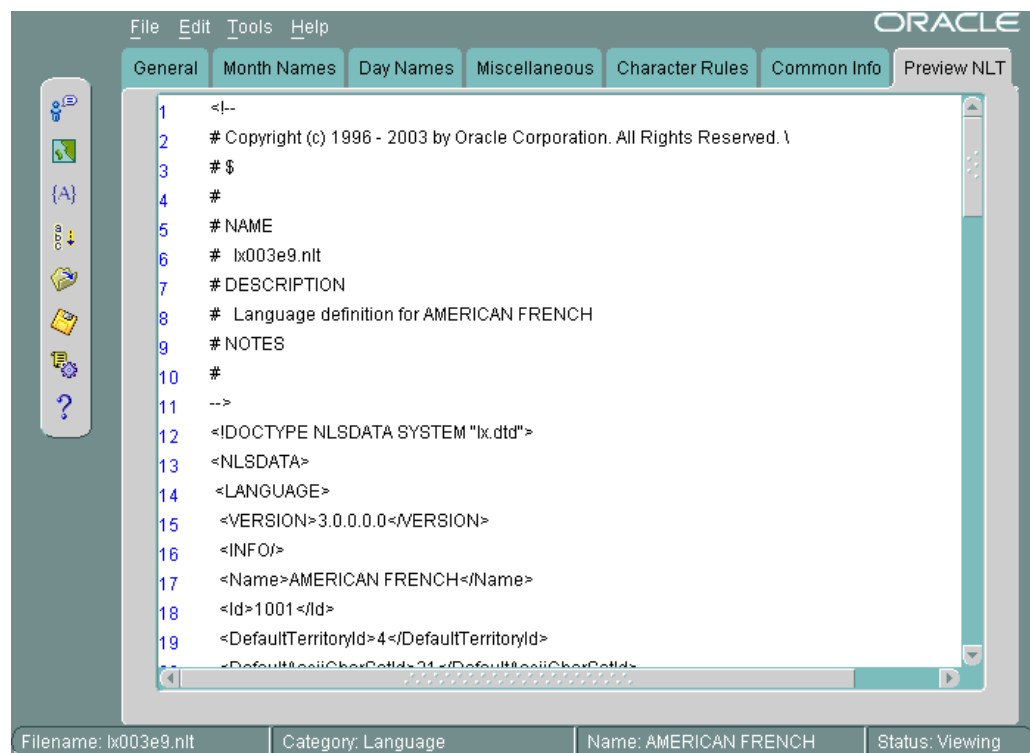 File Edit Tools Help
ORACLE
General Month Names Day Names Miscellaneous Character Rules Common Info Preview NLT
1 <!--
2 # Copyright (c) 1996 - 2003 by Oracle Corporation. All Rights Reserved. \
3 # $
4 #
5 # NAME
6 # lx003e9.nlt
7 # DESCRIPTION
8 # Language definition for AMERICAN FRENCH
9 # NOTES
10 #
11 -->
12 <!DOCTYPE NLSDATA SYSTEM "lx.dtd">
13 <NLSDATA>
14 <LANGUAGE>
15 <VERSION>3.0.0.0.0</VERSION>
16 <INFO/>
17 <Name>AMERICAN FRENCH</Name>
18 <Id>1001</Id>
19 <DefaultTerritoryId>4</DefaultTerritoryId>
{A}
a
b
c
?
Filename: lx003e9.nlt Category: Language Name: AMERICAN FRENCH Status: Viewing